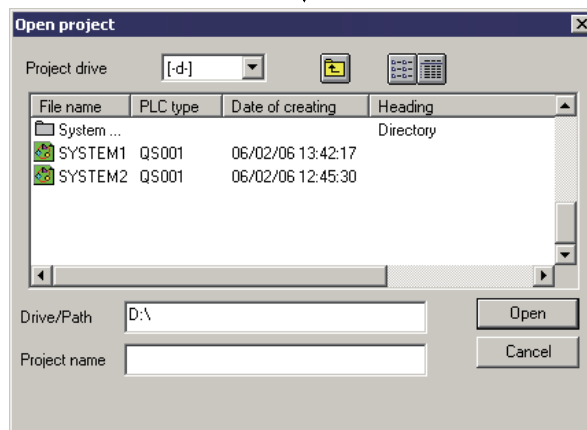 Open project
Project drive [-d-]
File name PLC type Date of creating Heading
System ... Directory
SYSTEM1 QS001 06/02/06 13:42:17
SYSTEM2 QS001 06/02/06 12:45:30
Drive/Path D:\ Open
Project name Cancel